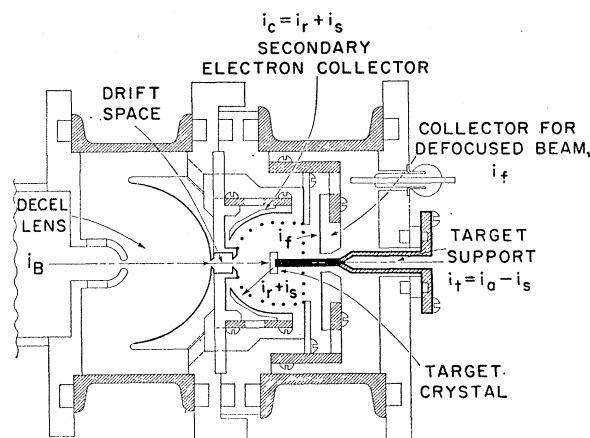 i_c = i_r + i_s
SECONDARY
ELECTRON COLLECTOR
DRIFT
SPACE
COLLECTOR FOR
DEFOCUSED BEAM,
i_f
DECEL
LENS
i_B
i_f
i_r + i_s
TARGET
SUPPORT
i_t = i_a - i_s
TARGET
CRYSTAL